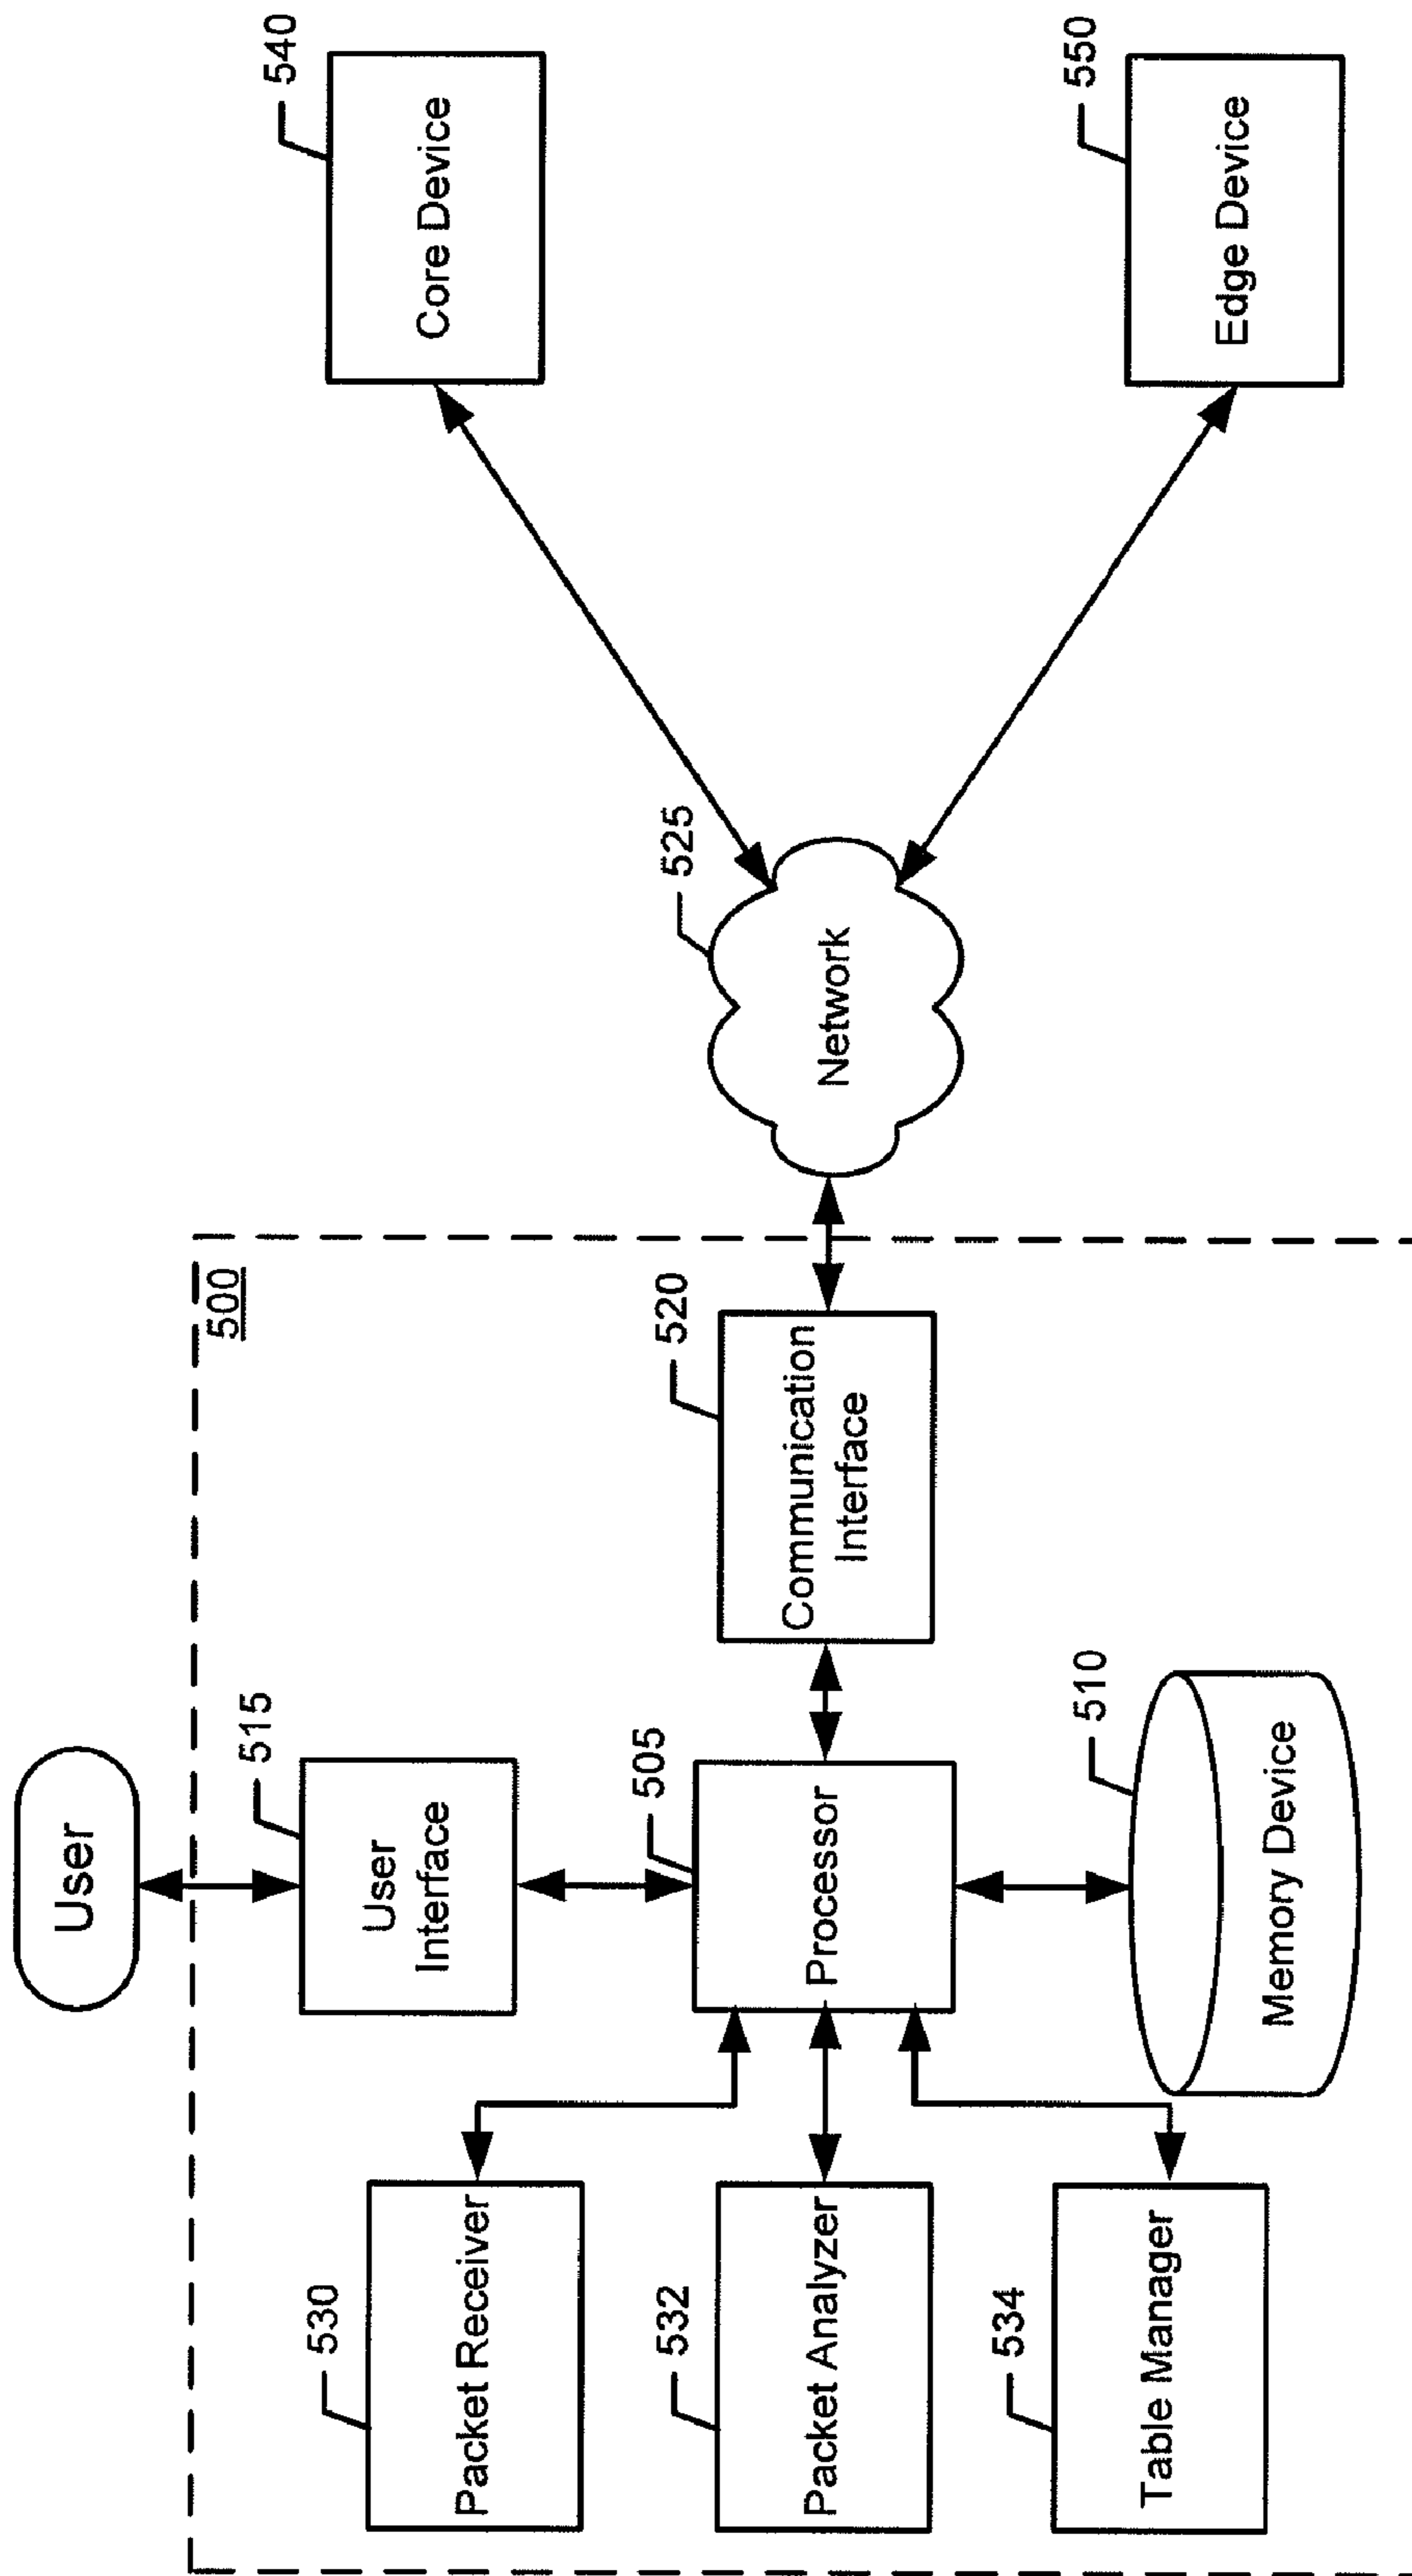 User
500
515
User
Interface
530
Packet Receiver
505
Processor
520
Communication
Interface
525
Network
540
Core Device
532
Packet Analyzer
534
Table Manager
510
Memory Device
550
Edge Device